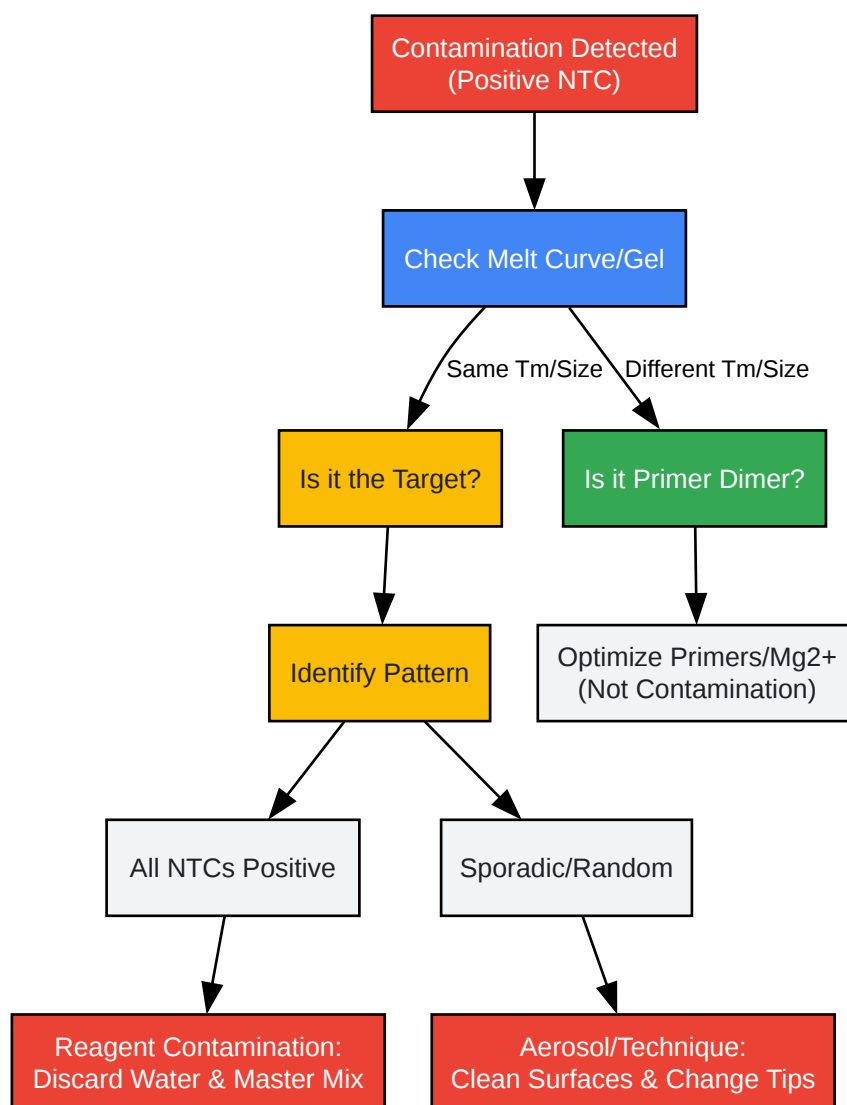 Contamination Detected
(Positive NTC)
Check Melt Curve/Gel
Same Tm/Size
Different Tm/Size
Is it the Target?
Is it Primer Dimer?
Identify Pattern
Optimize Primers/Mg2+
(Not Contamination)
All NTCs Positive
Sporadic/Random
Reagent Contamination:
Discard Water & Master Mix
Aerosol/Technique:
Clean Surfaces & Change Tips